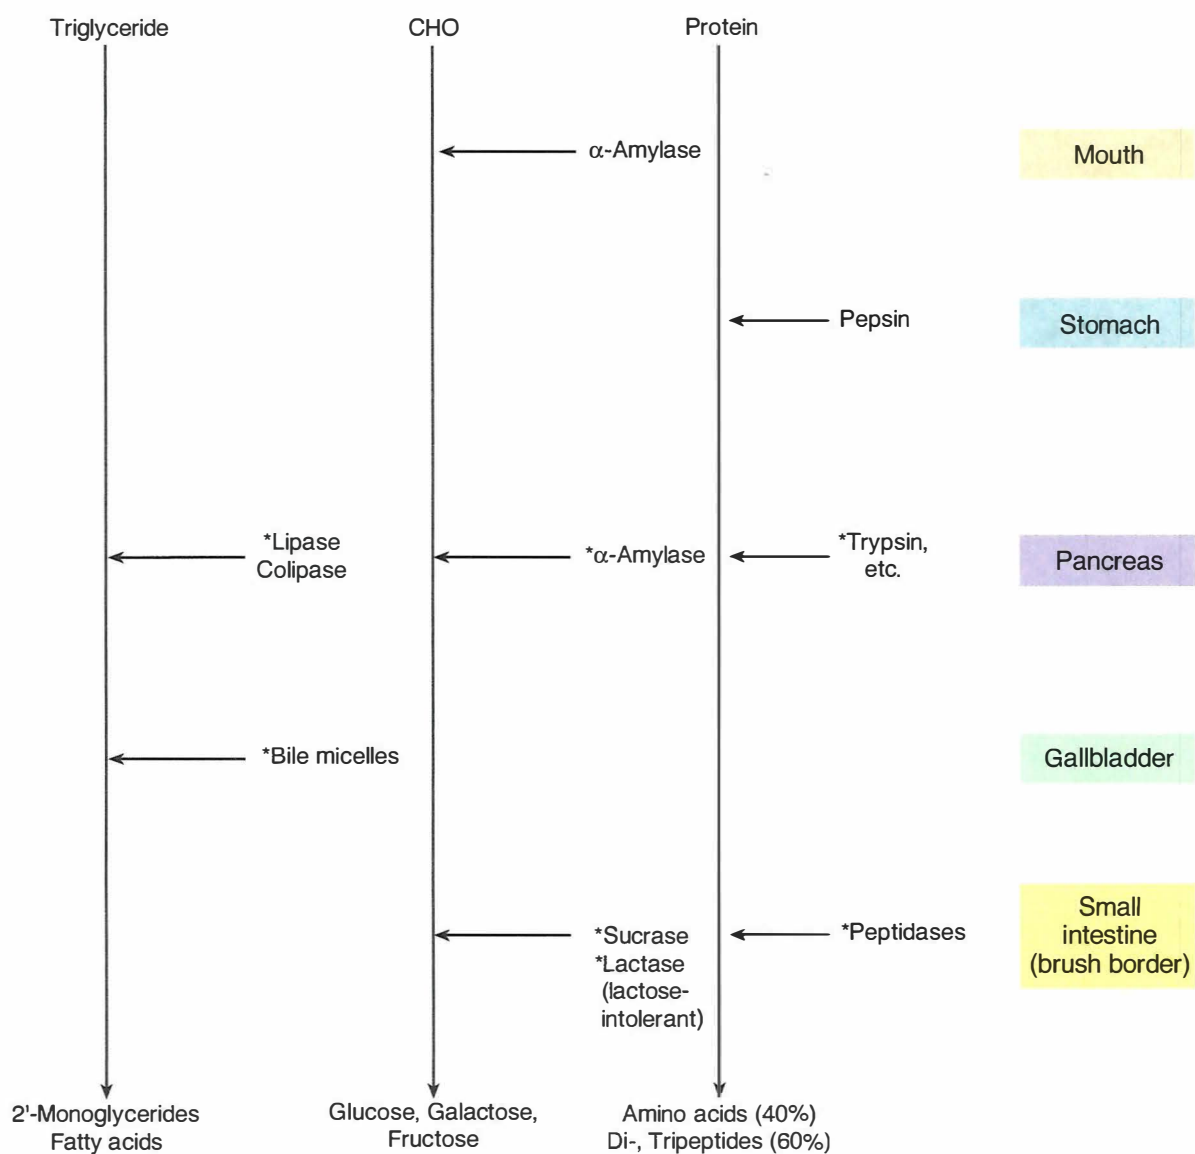 Triglyceride
CHO
Protein
α-Amylase
Mouth
Pepsin
Stomach
*Lipase
Colipase
*α-Amylase
*Trypsin,
etc.
Pancreas
*Bile micelles
Gallbladder
*Sucrase
*Lactase
(lactose-
intolerant)
*Peptidases
Small
intestine
(brush border)
2'-Monoglycerides
Fatty acids
Glucose, Galactose,
Fructose
Amino acids (40%)
Di-, Tripeptides (60%)